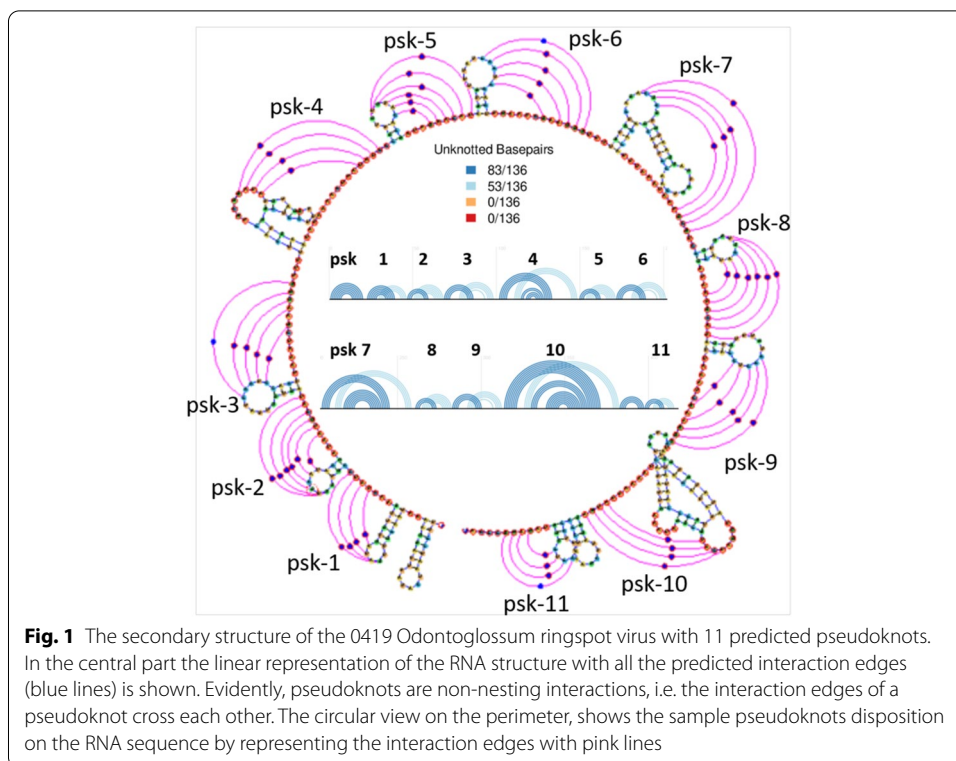 psk-5
psk-6
psk-7
psk-4
Unknotted Basepairs
83/136
53/136
0/136
0/136
psk-8
psk 1 2 3 4 5 6
psk 7 8 9 10 11
psk-3
psk-9
psk-2
psk-1
psk-10
psk-11
Fig. 1 The secondary structure of the 0419 Odontoglossum ringspot virus with 11 predicted pseudoknots.
In the central part the linear representation of the RNA structure with all the predicted interaction edges
(blue lines) is shown. Evidently, pseudoknots are non-nesting interactions, i.e. the interaction edges of a
pseudoknot cross each other. The circular view on the perimeter, shows the sample pseudoknots disposition
on the RNA sequence by representing the interaction edges with pink lines